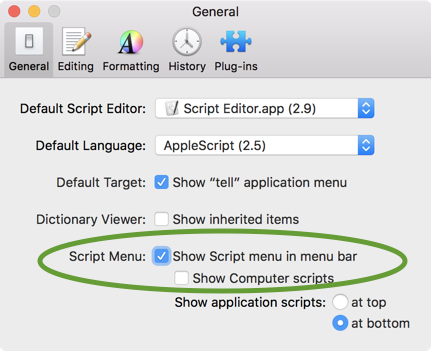 General
General Editing Formatting History Plug-ins
Default Script Editor: Script Editor.app (2.9)
Default Language: AppleScript (2.5)
Default Target: Show “tell” application menu
Dictionary Viewer: Show inherited items
Script Menu: Show Script menu in menu bar
Show Computer scripts
Show application scripts: at top
at bottom